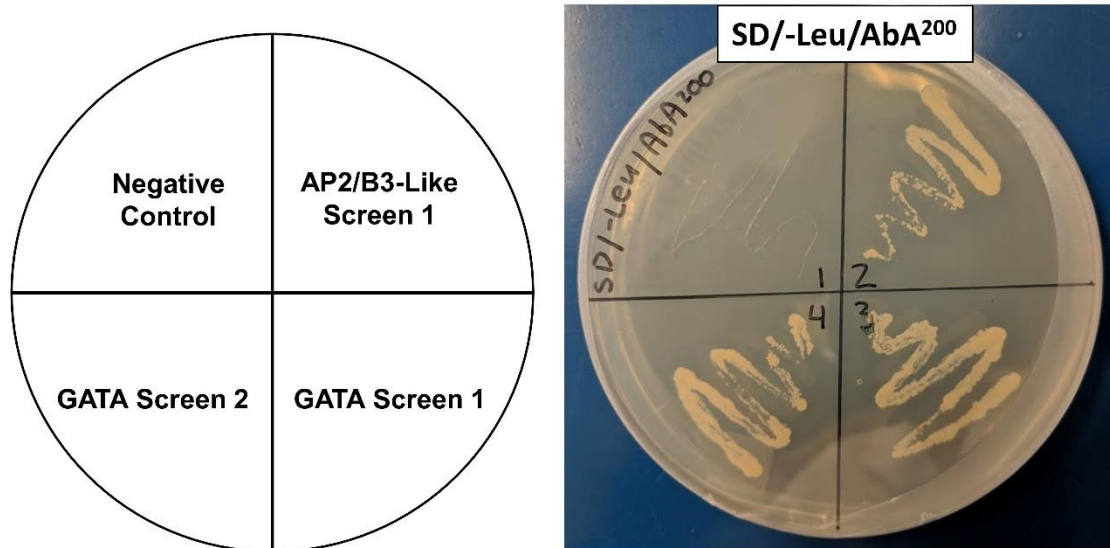 Negative
Control
AP2/B3-Like
Screen 1
GATA Screen 2
GATA Screen 1
SD/-Leu/AbA²⁰⁰
SD/-Leu/AbA200
1 2
4 3